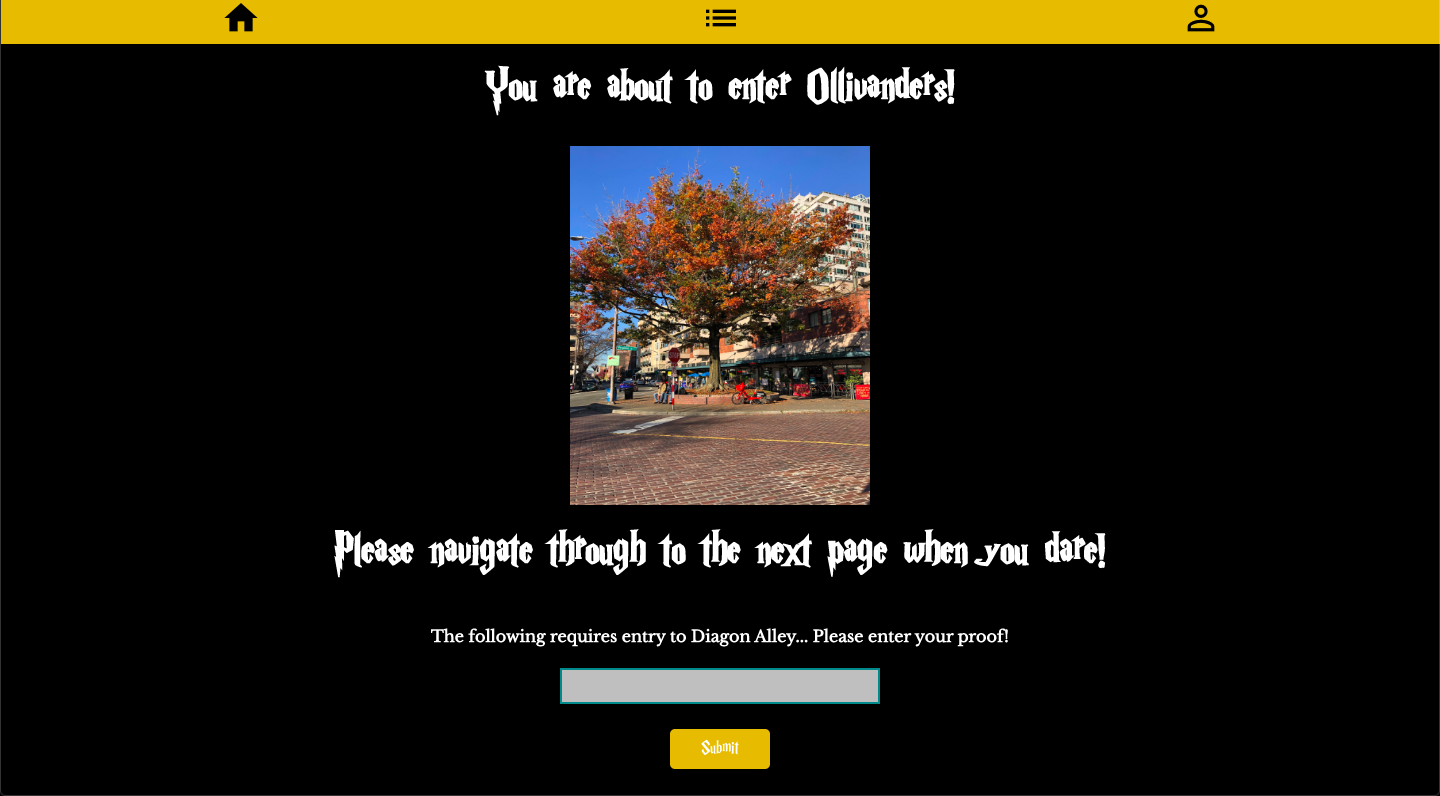 You are about to enter Ollivanders!
Please navigate through to the next page when you dare!
The following requires entry to Diagon Alley... Please enter your proof!
Submit